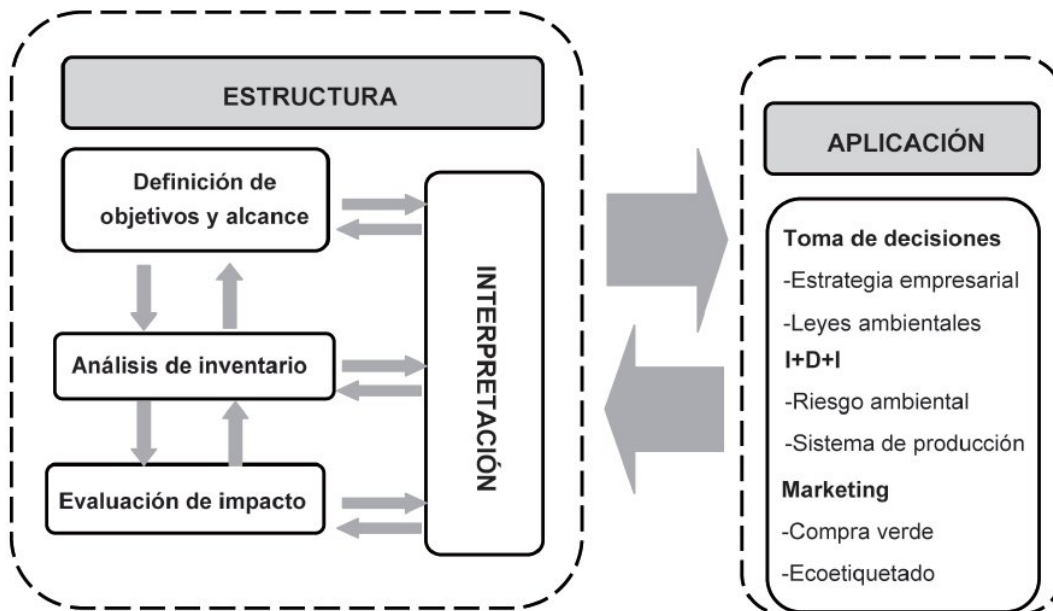 ESTRUCTURA
Definición de
objetivos y alcance
Análisis de inventario
Evaluación de impacto
INTERPRETACIÓN
APLICACIÓN
Toma de decisiones
-Estrategia empresarial
-Leyes ambientales
I+D+I
-Riesgo ambiental
-Sistema de producción
Marketing
-Compra verde
-Ecoetiquetado